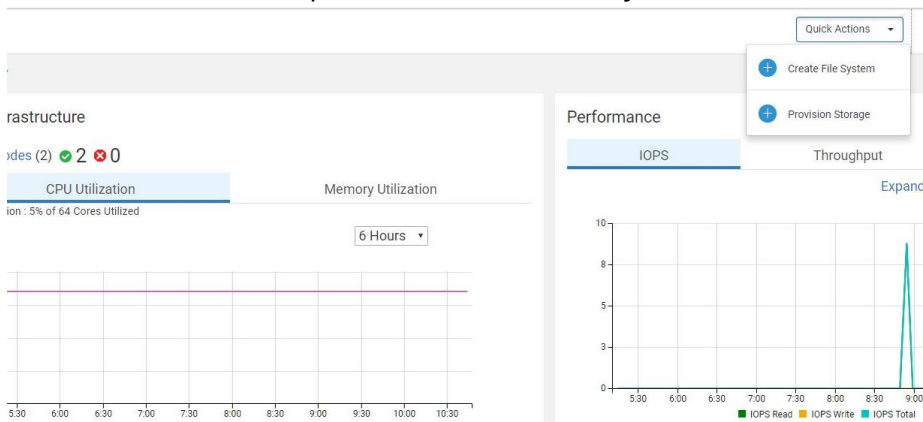 Quick Actions
Create File System
Provision Storage
rastructure
odes (2) 2 0
CPU Utilization
Memory Utilization
ion : 5% of 64 Cores Utilized
6 Hours
5:30 6:00 6:30 7:00 7:30 8:00 8:30 9:00 9:30 10:00 10:30
Performance
IOPS
Throughput
Expand
10
8
5
3
0
5:30 6:00 6:30 7:00 7:30 8:00 8:30 9:00
IOPS Read IOPS Write IOPS Total